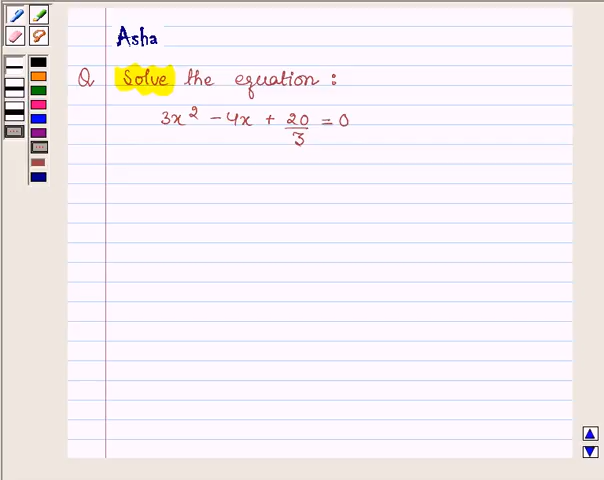 Asha
Q Solve the equation :
3x² - 4x + 20/3 = 0